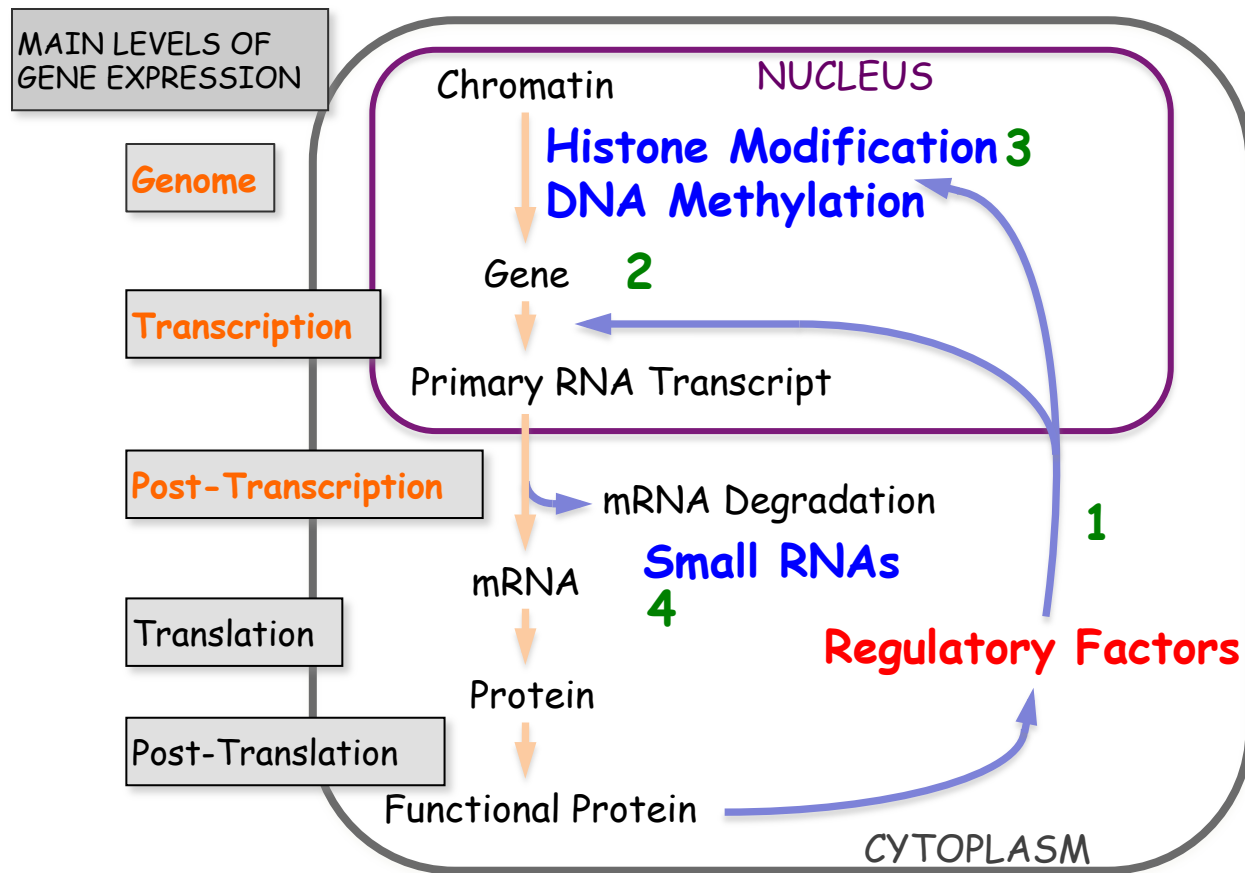 MAIN LEVELS OF
GENE EXPRESSION
NUCLEUS
Chromatin
Histone Modification 3
DNA Methylation
Genome
Gene 2
Transcription
Primary RNA Transcript
Post-Transcription
mRNA Degradation
1
Small RNAs
mRNA
4
Translation
Regulatory Factors
Protein
Post-Translation
Functional Protein
CYTOPLASM